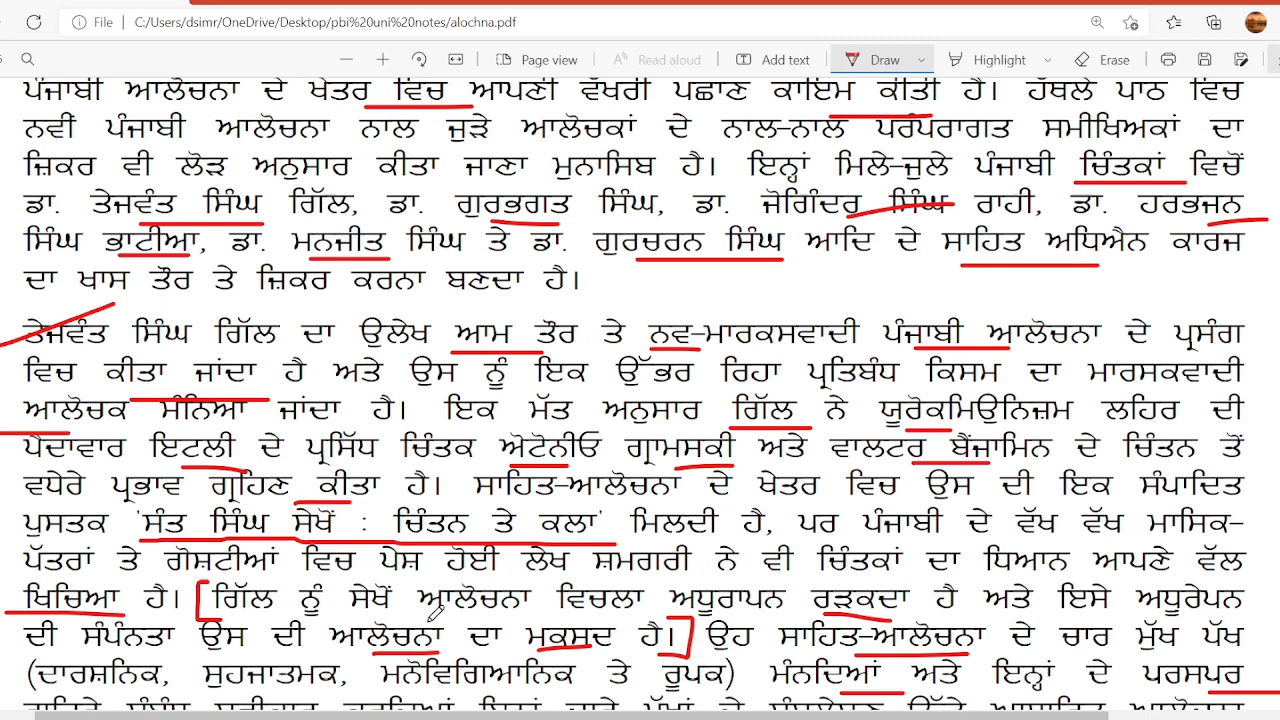 File C:/Users/dsimr/OneDrive/Desktop/pbi%20uni%20notes/alochna.pdf
Page view Read aloud Add text Draw Highlight Erase
ਪੰਜਾਬੀ ਆਲੋਚਨਾ ਦੇ ਖੇਤਰ ਵਿਚ ਆਪਣੀ ਵੱਖਰੀ ਪਛਾਣ ਕਾਇਮ ਕੀਤੀ ਹੈ। ਹੱਥਲੇ ਪਾਠ ਵਿਚ
ਨਵੀਂ ਪੰਜਾਬੀ ਆਲੋਚਨਾ ਨਾਲ ਜੁੜੇ ਆਲੋਚਕਾਂ ਦੇ ਨਾਲ-ਨਾਲ ਪਰੰਪਰਾਗਤ ਸਮੀਖਿਅਕਾਂ ਦਾ
ਜ਼ਿਕਰ ਵੀ ਲੋੜ ਅਨੁਸਾਰ ਕੀਤਾ ਜਾਣਾ ਮੁਨਾਸਿਬ ਹੈ। ਇਨ੍ਹਾਂ ਮਿਲੇ-ਜੁਲੇ ਪੰਜਾਬੀ ਚਿੰਤਕਾਂ ਵਿਚੋਂ
ਡਾ. ਤੇਜਵੰਤ ਸਿੰਘ ਗਿੱਲ, ਡਾ. ਗੁਰਭਗਤ ਸਿੰਘ, ਡਾ. ਜੋਗਿੰਦਰ ਸਿੰਘ ਰਾਹੀ, ਡਾ. ਹਰਭਜਨ
ਸਿੰਘ ਭਾਟੀਆ, ਡਾ. ਮਨਜੀਤ ਸਿੰਘ ਤੇ ਡਾ. ਗੁਰਚਰਨ ਸਿੰਘ ਆਦਿ ਦੇ ਸਾਹਿਤ ਅਧਿਐਨ ਕਾਰਜ
ਦਾ ਖਾਸ ਤੌਰ ਤੇ ਜ਼ਿਕਰ ਕਰਨਾ ਬਣਦਾ ਹੈ।
ਤੇਜਵੰਤ ਸਿੰਘ ਗਿੱਲ ਦਾ ਉਲੇਖ ਆਮ ਤੌਰ ਤੇ ਨਵ-ਮਾਰਕਸਵਾਦੀ ਪੰਜਾਬੀ ਆਲੋਚਨਾ ਦੇ ਪ੍ਰਸੰਗ
ਵਿਚ ਕੀਤਾ ਜਾਂਦਾ ਹੈ ਅਤੇ ਉਸ ਨੂੰ ਇਕ ਉੱਭਰ ਰਿਹਾ ਪ੍ਰਤਿਬੰਧ ਕਿਸਮ ਦਾ ਮਾਰਸਕਵਾਦੀ
ਆਲੋਚਕ ਮੰਨਿਆ ਜਾਂਦਾ ਹੈ। ਇਕ ਮੱਤ ਅਨੁਸਾਰ ਗਿੱਲ ਨੇ ਯੂਰੋਕਮਿਉਨਿਜ਼ਮ ਲਹਿਰ ਦੀ
ਪੈਦਾਵਾਰ ਇਟਲੀ ਦੇ ਪ੍ਰਸਿੱਧ ਚਿੰਤਕ ਅੋਟੋਨੀਓ ਗ੍ਰਾਮਸਕੀ ਅਤੇ ਵਾਲਟਰ ਬੈਂਜਾਮਿਨ ਦੇ ਚਿੰਤਨ ਤੋਂ
ਵਧੇਰੇ ਪ੍ਰਭਾਵ ਗ੍ਰਹਿਣ ਕੀਤਾ ਹੈ। ਸਾਹਿਤ-ਆਲੋਚਨਾ ਦੇ ਖੇਤਰ ਵਿਚ ਉਸ ਦੀ ਇਕ ਸੰਪਾਦਿਤ
ਪੁਸਤਕ 'ਸੰਤ ਸਿੰਘ ਸੇਖੋਂ : ਚਿੰਤਨ ਤੇ ਕਲਾ' ਮਿਲਦੀ ਹੈ, ਪਰ ਪੰਜਾਬੀ ਦੇ ਵੱਖ ਵੱਖ ਮਾਸਿਕ-
ਪੱਤਰਾਂ ਤੇ ਗੋਸ਼ਟੀਆਂ ਵਿਚ ਪੇਸ਼ ਹੋਈ ਲੇਖ ਸ਼ਮਗਰੀ ਨੇ ਵੀ ਚਿੰਤਕਾਂ ਦਾ ਧਿਆਨ ਆਪਣੇ ਵੱਲ
ਖਿਚਿਆ ਹੈ। ਗਿੱਲ ਨੂੰ ਸੇਖੋਂ ਆਲੋਚਨਾ ਵਿਚਲਾ ਅਧੂਰਾਪਨ ਰੜਕਦਾ ਹੈ ਅਤੇ ਇਸੇ ਅਧੂਰੇਪਨ
ਦੀ ਸੰਪੰਨਤਾ ਉਸ ਦੀ ਆਲੋਚਨਾ ਦਾ ਮਕਸਦ ਹੈ। ਉਹ ਸਾਹਿਤ-ਆਲੋਚਨਾ ਦੇ ਚਾਰ ਮੁੱਖ ਪੱਖ
(ਦਾਰਸ਼ਨਿਕ, ਸੁਹਜਾਤਮਕ, ਮਨੋਵਿਗਿਆਨਿਕ ਤੇ ਰੂਪਕ) ਮੰਨਦਿਆਂ ਅਤੇ ਇਨ੍ਹਾਂ ਦੇ ਪਰਸਪਰ